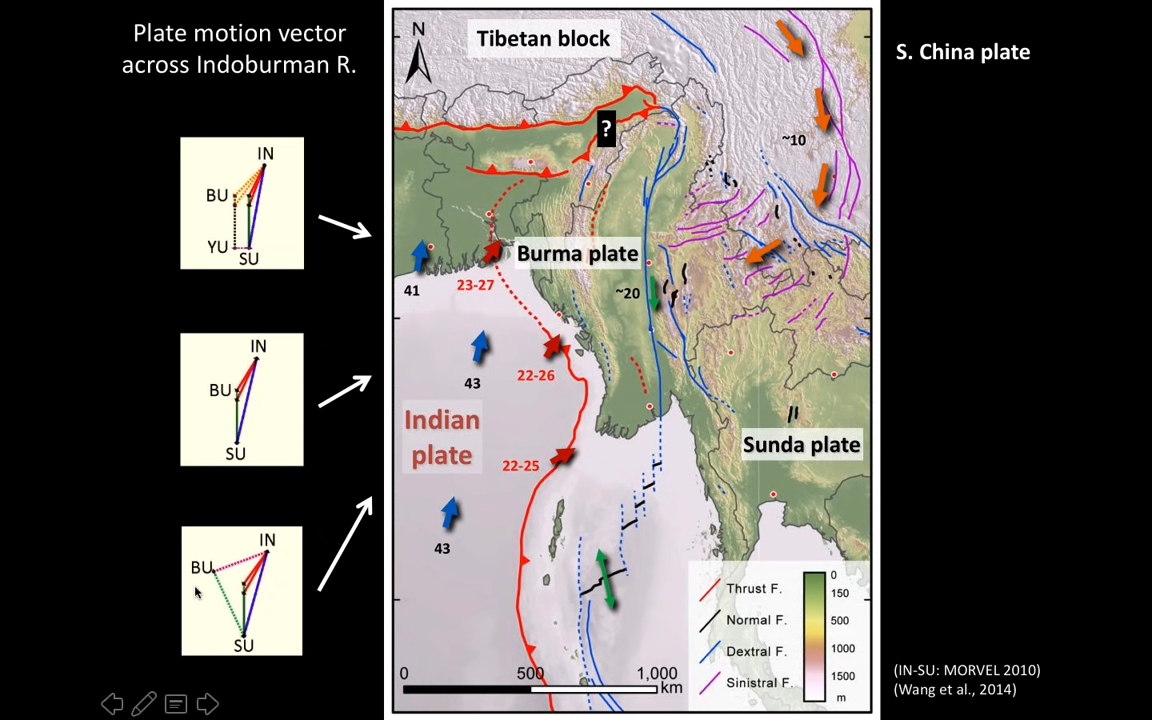 Plate motion vector
across Indoburman R.
IN
BU
YU
SU
IN
BU
SU
IN
BU
SU
N
Tibetan block
S. China plate
?
~10
Burma plate
41
23-27
~20
43
22-26
Indian
plate
Sunda plate
22-25
43
Thrust F.
Normal F.
Dextral F.
Sinistral F.
0
150
500
1000
1500
m
0 500 1,000
km
(IN-SU: MORVEL 2010)
(Wang et al., 2014)